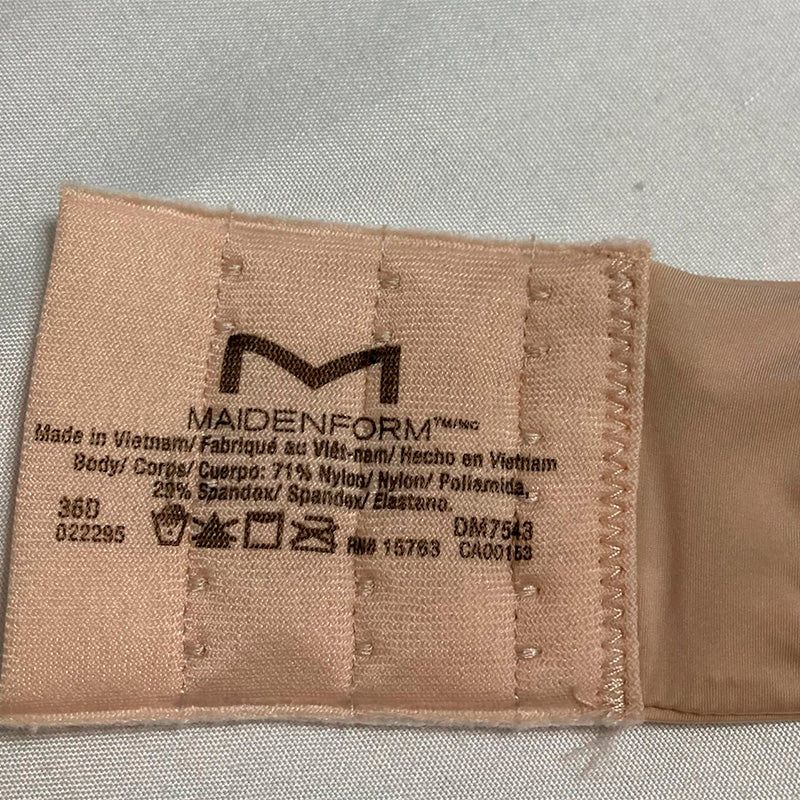 M
MAIDENFORM™/MC
Made in Vietnam/ Fabriqué au Viêt-nam/ Hecho en Vietnam
Body/ Corps/ Cuerpo: 71% Nylon/ Nylon/ Poliamida,
29% Spandex/ Spandex/ Elastano.
36D DM7543
022295 RN# 15763 CA00153